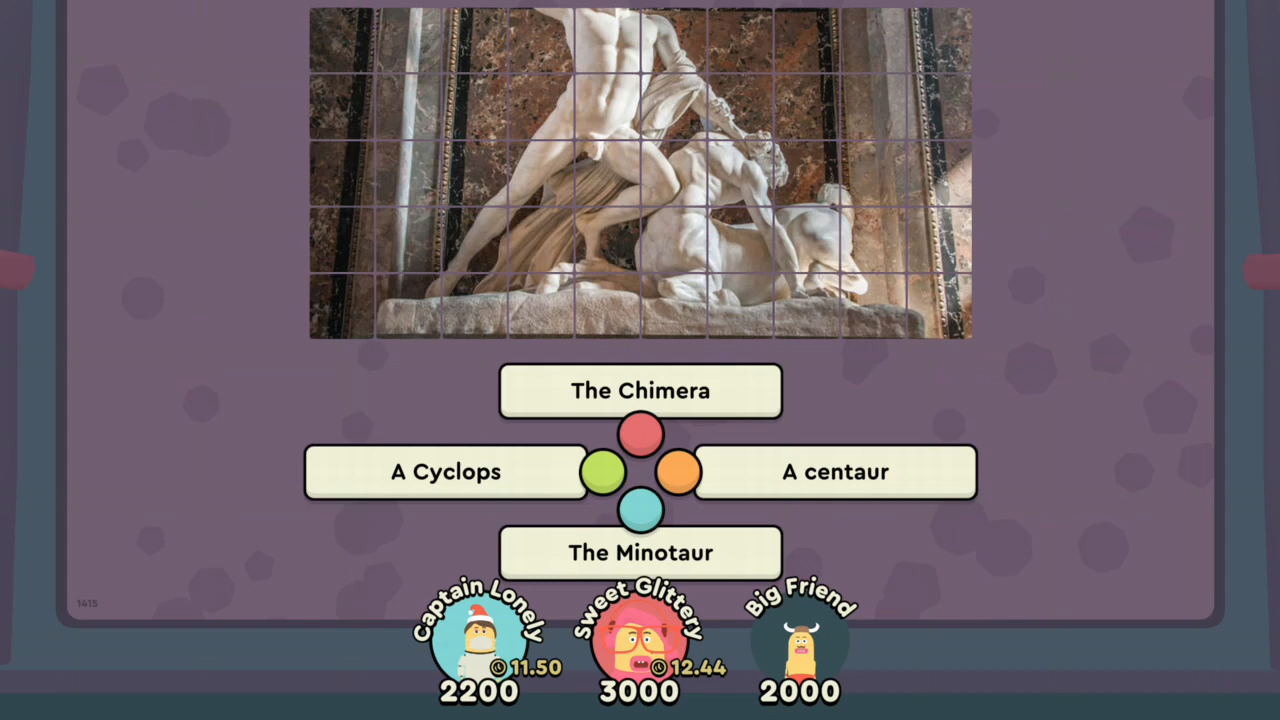 The Chimera
A Cyclops
A centaur
The Minotaur
1415
Captain Lonely
Sweet Glittery
Big Friend
11.50
12.44
2200
3000
2000